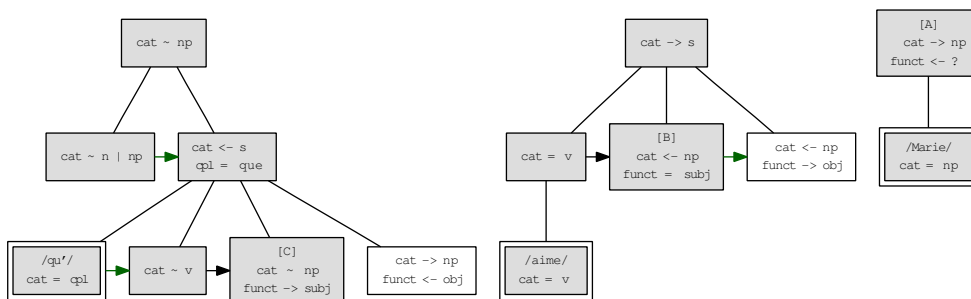 cat ~ np
cat ~ n | np
cat <- s
cpl = que
/qu'/
cat = cpl
cat ~ v
[C]
cat ~ np
funct -> subj
cat -> np
funct <- obj
cat -> s
cat = v
[B]
cat <- np
funct = subj
cat <- np
funct -> obj
/aime/
cat = v
[A]
cat -> np
funct <- ?
/Marie/
cat = np